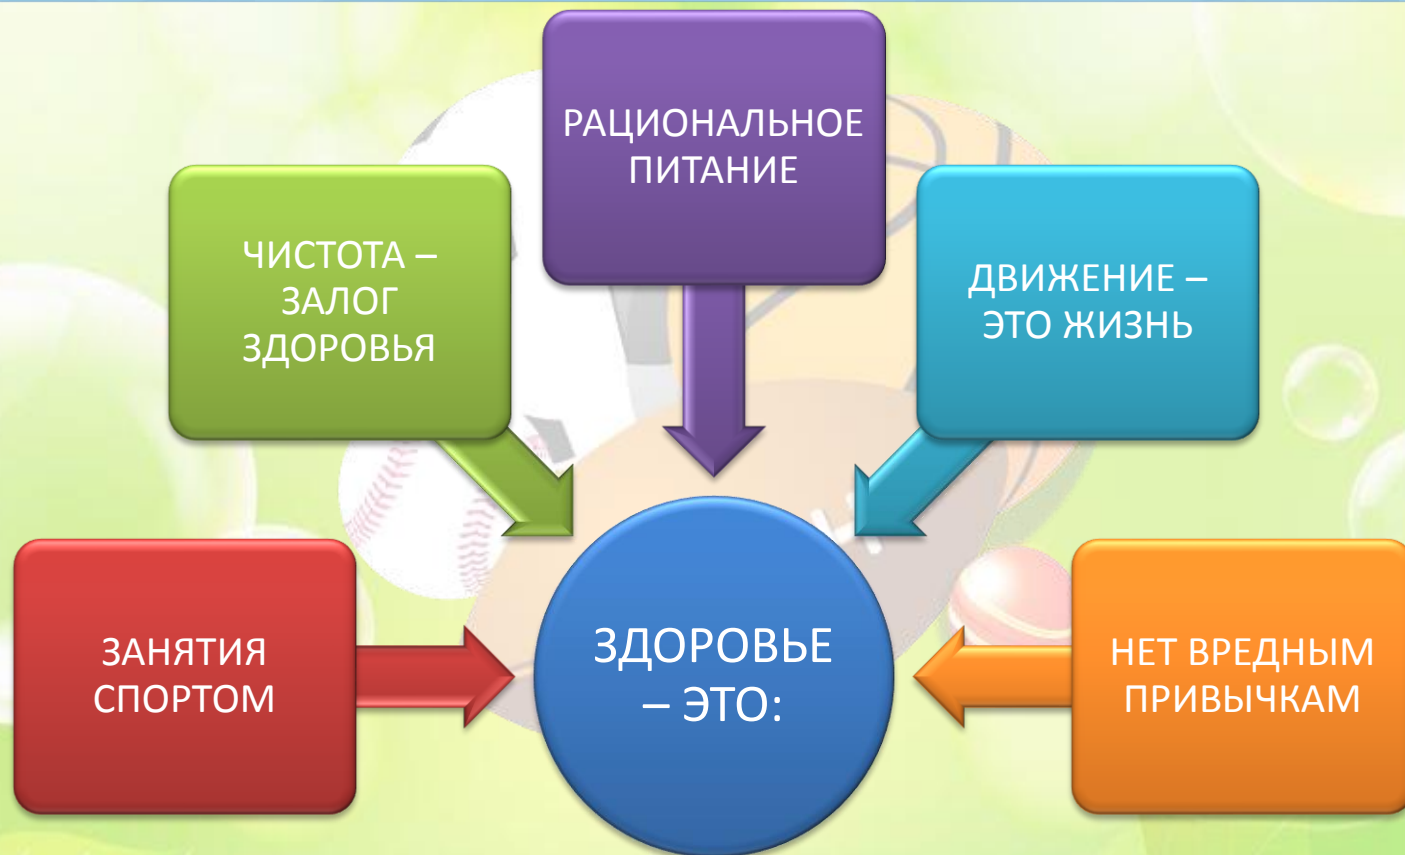 РАЦИОНАЛЬНОЕ
ПИТАНИЕ
ЧИСТОТА –
ЗАЛОГ
ЗДОРОВЬЯ
ДВИЖЕНИЕ –
ЭТО ЖИЗНЬ
ЗАНЯТИЯ
СПОРТОМ
ЗДОРОВЬЕ
– ЭТО:
НЕТ ВРЕДНЫМ
ПРИВЫЧКАМ